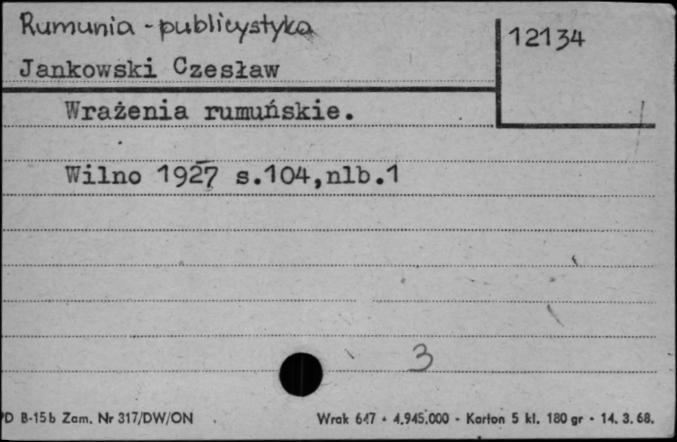 Rumunia - publicystyka
12134
Jankowski Czesław
Wrażenia rumuńskie.
Wilno 1927 s.104,nlb.1
3
PD B-15b Zam. Nr 317/DW/ON
Wrak 647 • 4.945.000 - Karton 5 kl. 180 gr - 14. 3. 68.